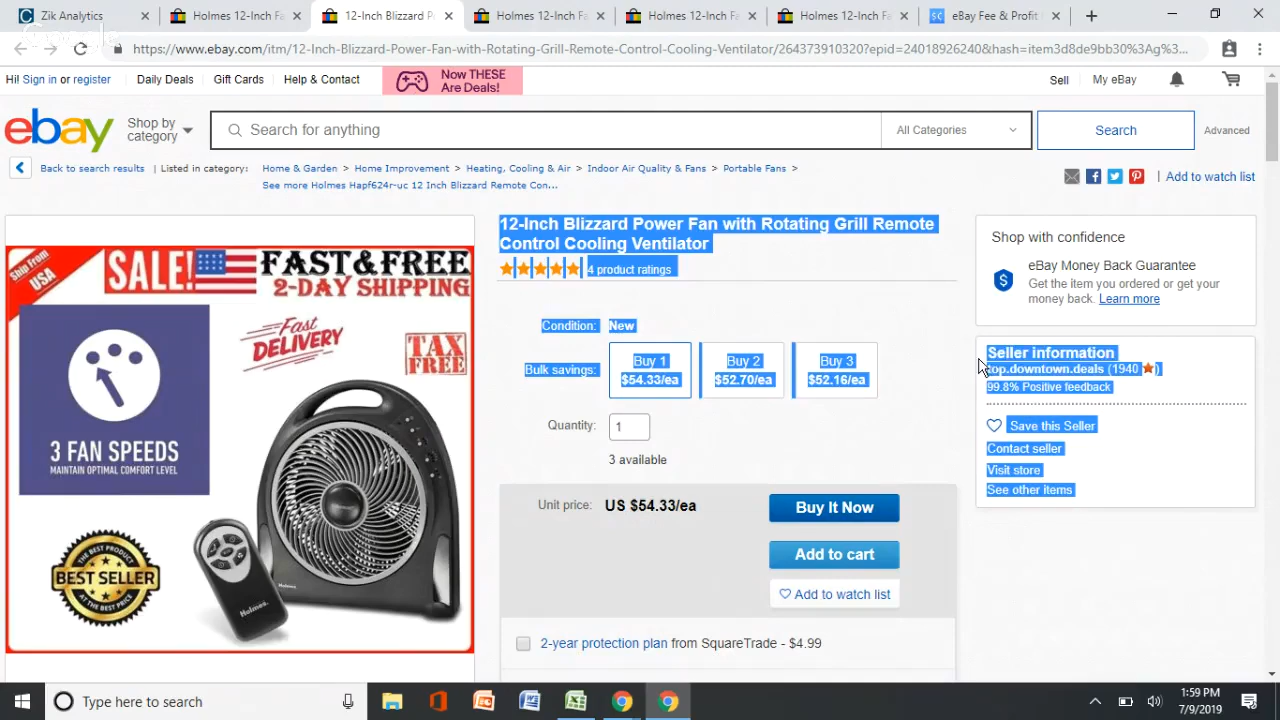 Zik Analytics
Holmes 12-Inch Fa
12-Inch Blizzard P
Holmes 12-Inch Fa
Holmes 12-Inch Fa
Holmes 12-Inch Fa
eBay Fee & Profit
https://www.ebay.com/itm/12-Inch-Blizzard-Power-Fan-with-Rotating-Grill-Remote-Control-Cooling-Ventilator/264373910320?epid=24018926240&hash=item3d8de9bb30%3Ag%3...
Hi! Sign in or register
Daily Deals
Gift Cards
Help & Contact
Now THESE
Are Deals!
Sell
My eBay
ebay
Shop by
category
Search for anything
All Categories
Search
Advanced
Back to search results
Listed in category:
Home & Garden > Home Improvement > Heating, Cooling & Air > Indoor Air Quality & Fans > Portable Fans >
See more Holmes Hapf624r-uc 12 Inch Blizzard Remote Con...
Add to watch list
Ship From
USA
SALE!
FAST&FREE
2-DAY SHIPPING
Fast
DELIVERY
TAX
FREE
3 FAN SPEEDS
MAINTAIN OPTIMAL COMFORT LEVEL
THE BEST PRODUCT
BEST SELLER
AT THE BEST PRICE
Holmes
Holmes
12-Inch Blizzard Power Fan with Rotating Grill Remote
Control Cooling Ventilator
4 product ratings
Condition: New
Bulk savings:
Buy 1
$54.33/ea
Buy 2
$52.70/ea
Buy 3
$52.16/ea
Quantity: 1
3 available
Unit price: US $54.33/ea
Buy It Now
Add to cart
Add to watch list
2-year protection plan from SquareTrade - $4.99
Shop with confidence
eBay Money Back Guarantee
Get the item you ordered or get your
money back. Learn more
Seller information
top.downtown.deals (1940 )
99.8% Positive feedback
Save this Seller
Contact seller
Visit store
See other items
Type here to search
1:59 PM
7/9/2019